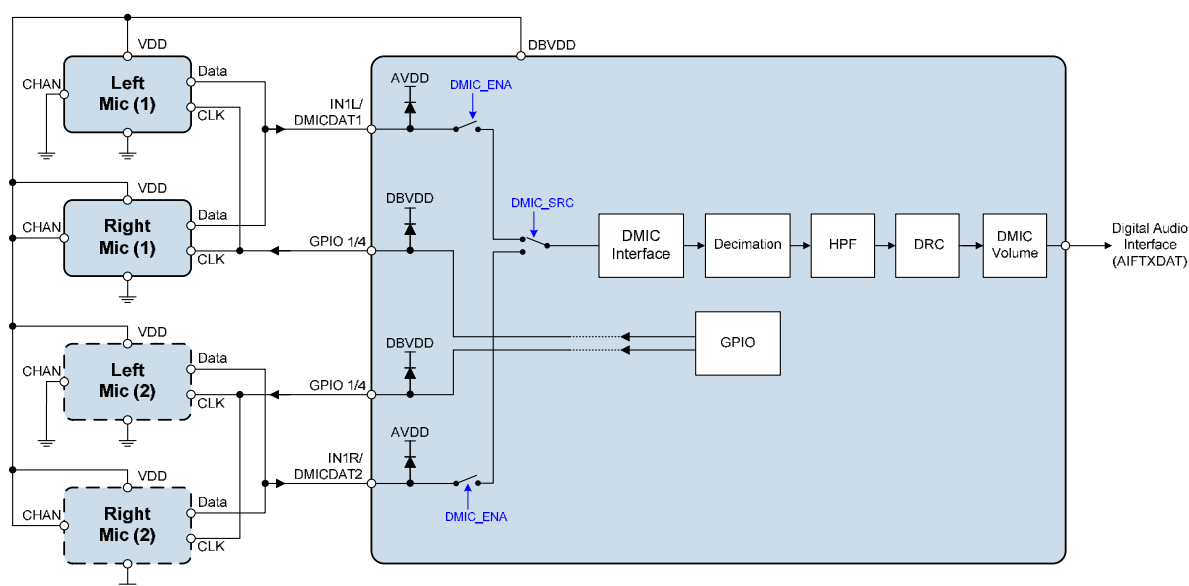 DBVDD
VDD
CHAN
Left
Mic (1)
Data
CLK
IN1L/
DMICDAT1
AVDD
DMIC_ENA
VDD
CHAN
Right
Mic (1)
Data
CLK
GPIO 1/4
DBVDD
DMIC_SRC
DMIC
Interface
Decimation
HPF
DRC
DMIC
Volume
Digital Audio
Interface
(AIFTXDAT)
GPIO
VDD
CHAN
Left
Mic (2)
Data
CLK
GPIO 1/4
DBVDD
VDD
CHAN
Right
Mic (2)
Data
CLK
IN1R/
DMICDAT2
AVDD
DMIC_ENA